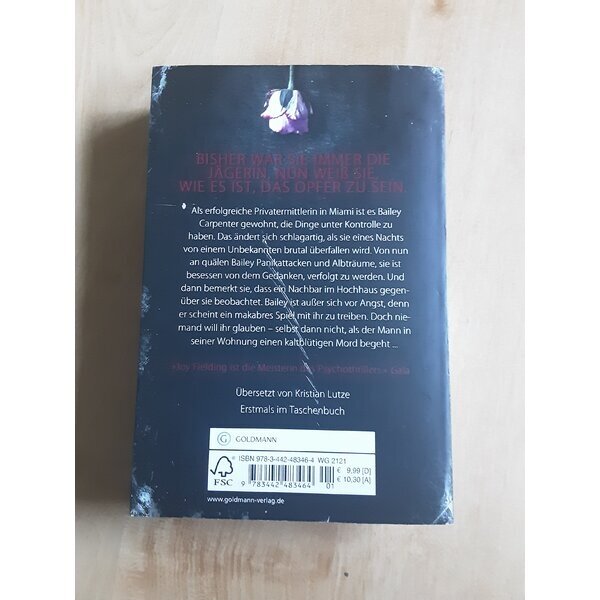 BISHER WAR SIE IMMER DIE
JÄGERIN. NUN WEIß SIE,
WIE ES IST, DAS OPFER ZU SEIN.
Als erfolgreiche Privatermittlerin in Miami ist es Bailey
Carpenter gewohnt, die Dinge unter Kontrolle zu
haben. Das ändert sich schlagartig, als sie eines Nachts
von einem Unbekannten brutal überfallen wird. Von nun
an quälen Bailey Panikattacken und Albträume, sie ist
besessen von dem Gedanken, verfolgt zu werden. Und
dann bemerkt sie, dass ein Nachbar im Hochhaus gegen-
über sie beobachtet. Bailey ist außer sich vor Angst, denn
er scheint ein makabres Spiel mit ihr zu treiben. Doch nie-
mand will ihr glauben – selbst dann nicht, als der Mann in
seiner Wohnung einen kaltblütigen Mord begeht ...
»Joy Fielding ist die Meisterin des Psychothrillers.« Gala
Übersetzt von Kristian Lutze
Erstmals im Taschenbuch
G GOLDMANN
ISBN 978-3-442-48346-4 WG 2121
€ 9,99 [D]
€ 10,30 [A]
FSC
9 783442 483464 01
www.goldmann-verlag.de